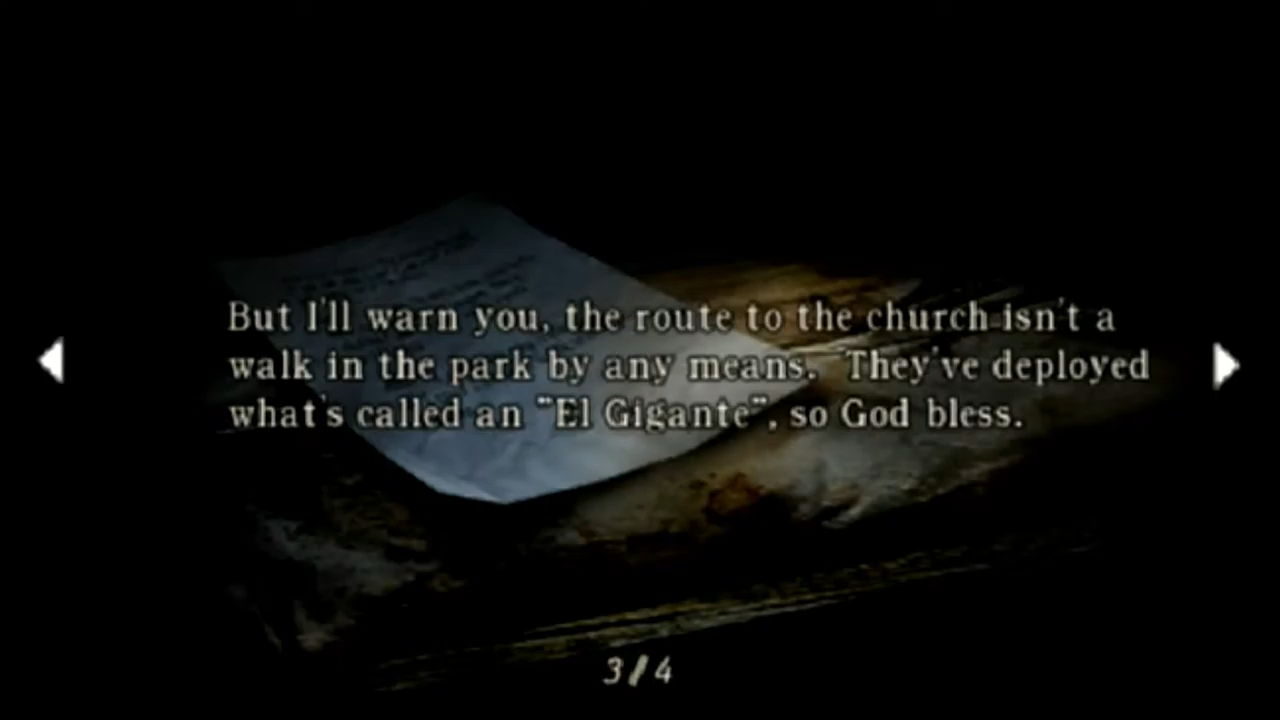 But I'll warn you, the route to the church isn't a
walk in the park by any means. They've deployed
what's called an "El Gigante", so God bless.
3/4